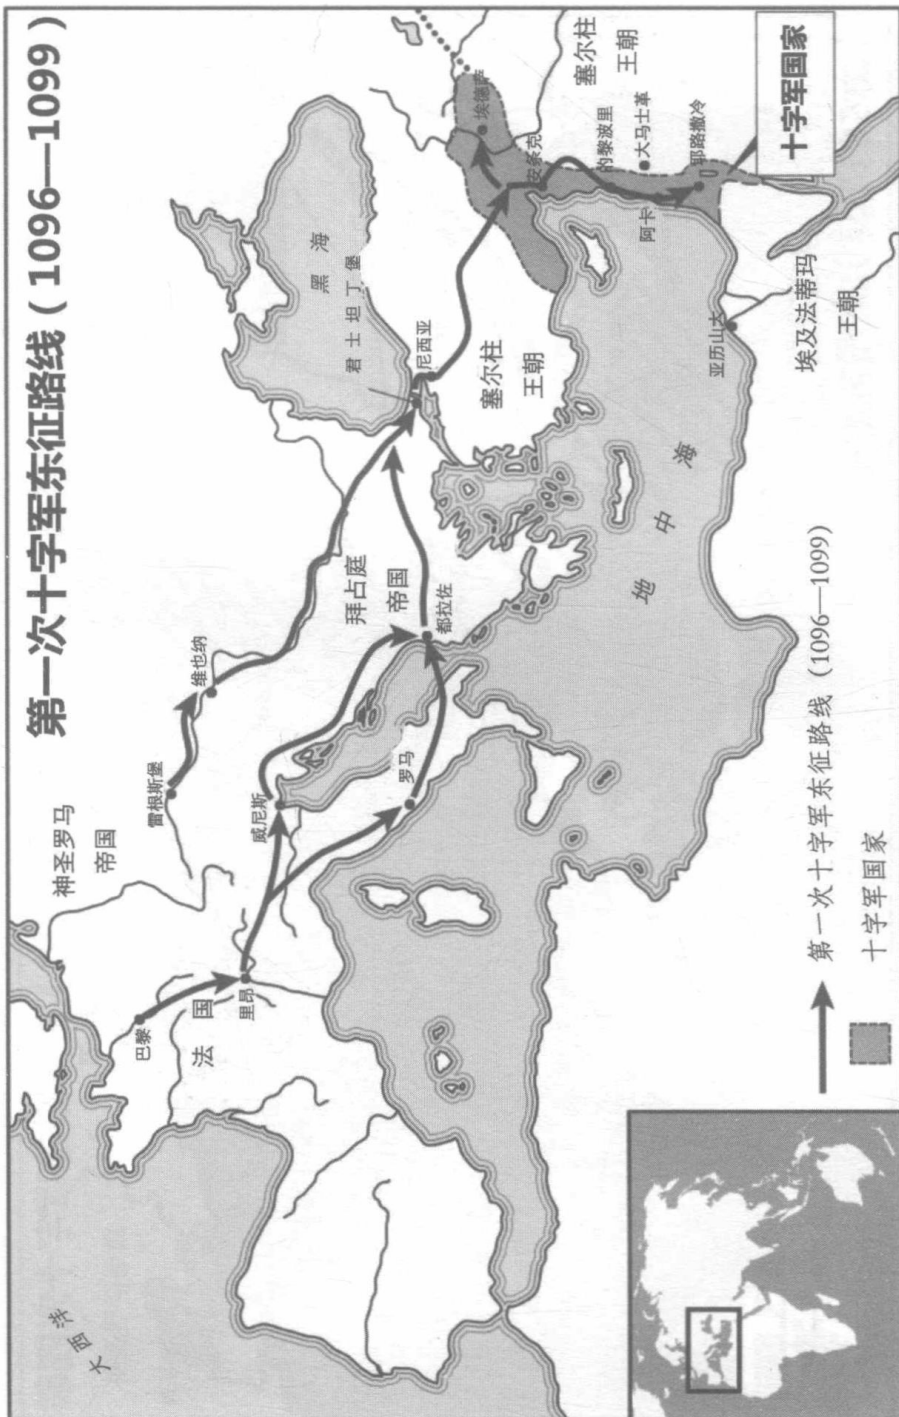 第一次十字军东征路线（1096—1099）
大西洋
神圣罗马
帝国
巴黎
法国
里昂
雷根斯堡
维也纳
威尼斯
罗马
拜占庭
帝国
都拉佐
黑海
君士坦丁堡
尼西亚
塞尔柱
王朝
地中海
埃德萨
安条克
塞尔柱
王朝
的黎波里
大马士革
阿卡
耶路撒冷
十字军国家
亚历山大
埃及法蒂玛
王朝
第一次十字军东征路线（1096—1099）
十字军国家